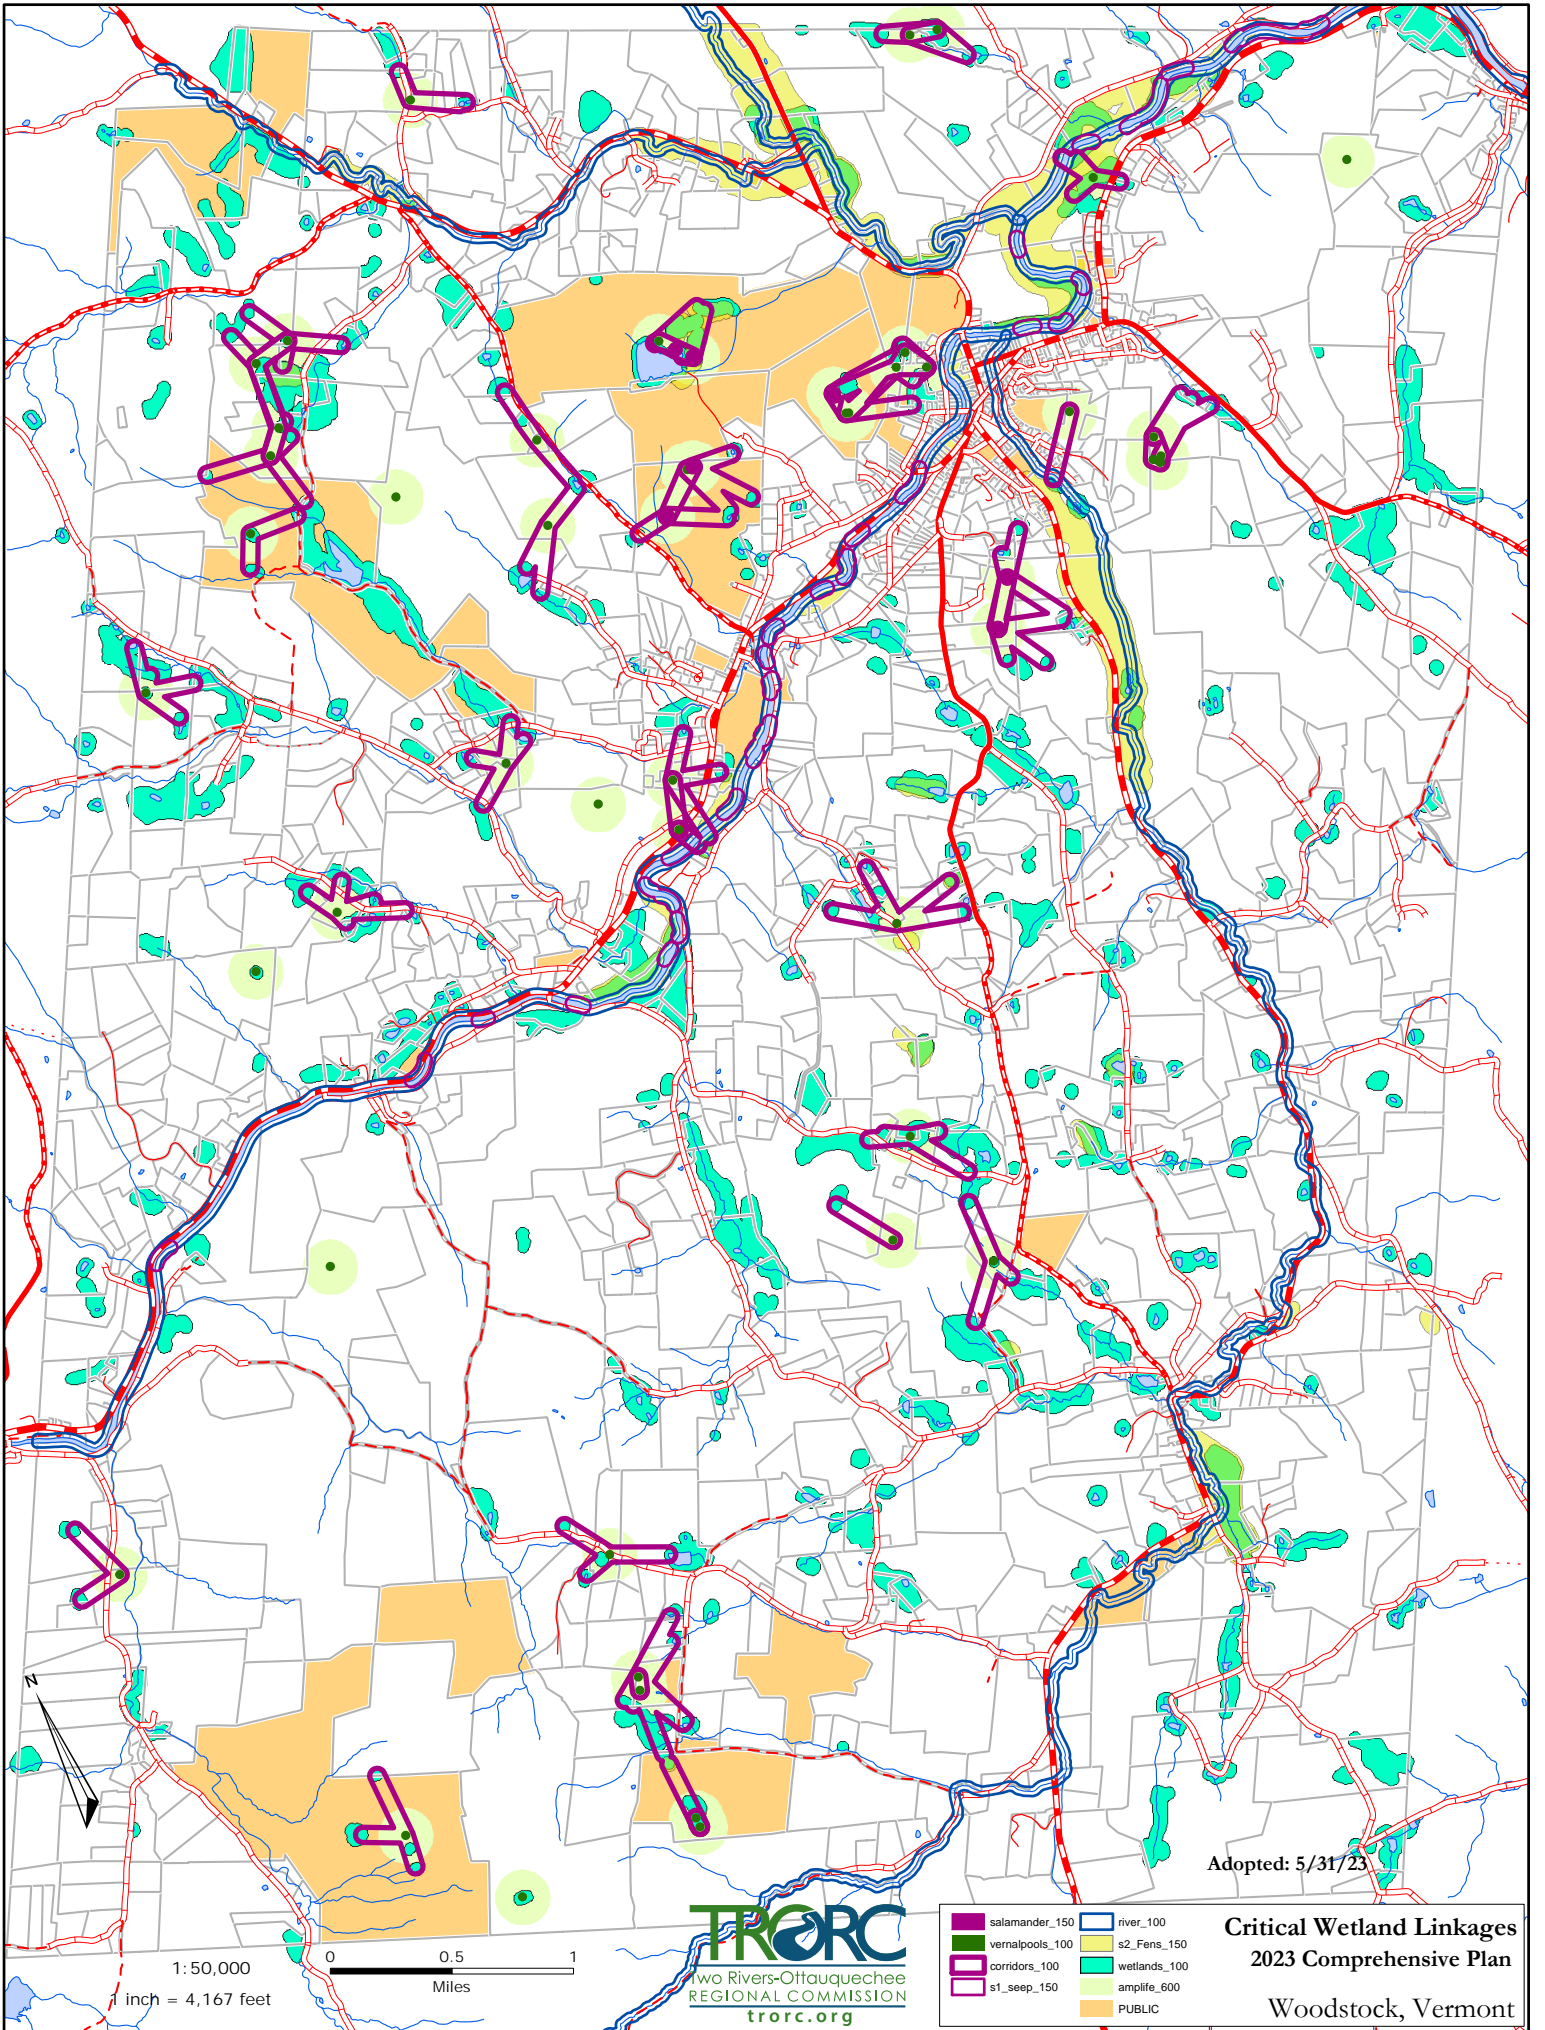 N
Adopted: 5/31/23
1:50,000
1 inch = 4,167 feet
0 0.5 1
Miles
TRORC
Two Rivers-Ottauquechee
REGIONAL COMMISSION
trorc.org
salamander_150
vernalpools_100
corridors_100
s1_seep_150
river_100
s2_Fens_150
wetlands_100
amplife_600
PUBLIC
Critical Wetland Linkages
2023 Comprehensive Plan
Woodstock, Vermont